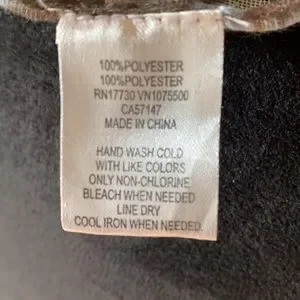 100%POLYESTER
100%POLYESTER
RN17730 VN1075500
CA57147
MADE IN CHINA
HAND WASH COLD
WITH LIKE COLORS
ONLY NON-CHLORINE
BLEACH WHEN NEEDED
LINE DRY
COOL IRON WHEN NEEDED.